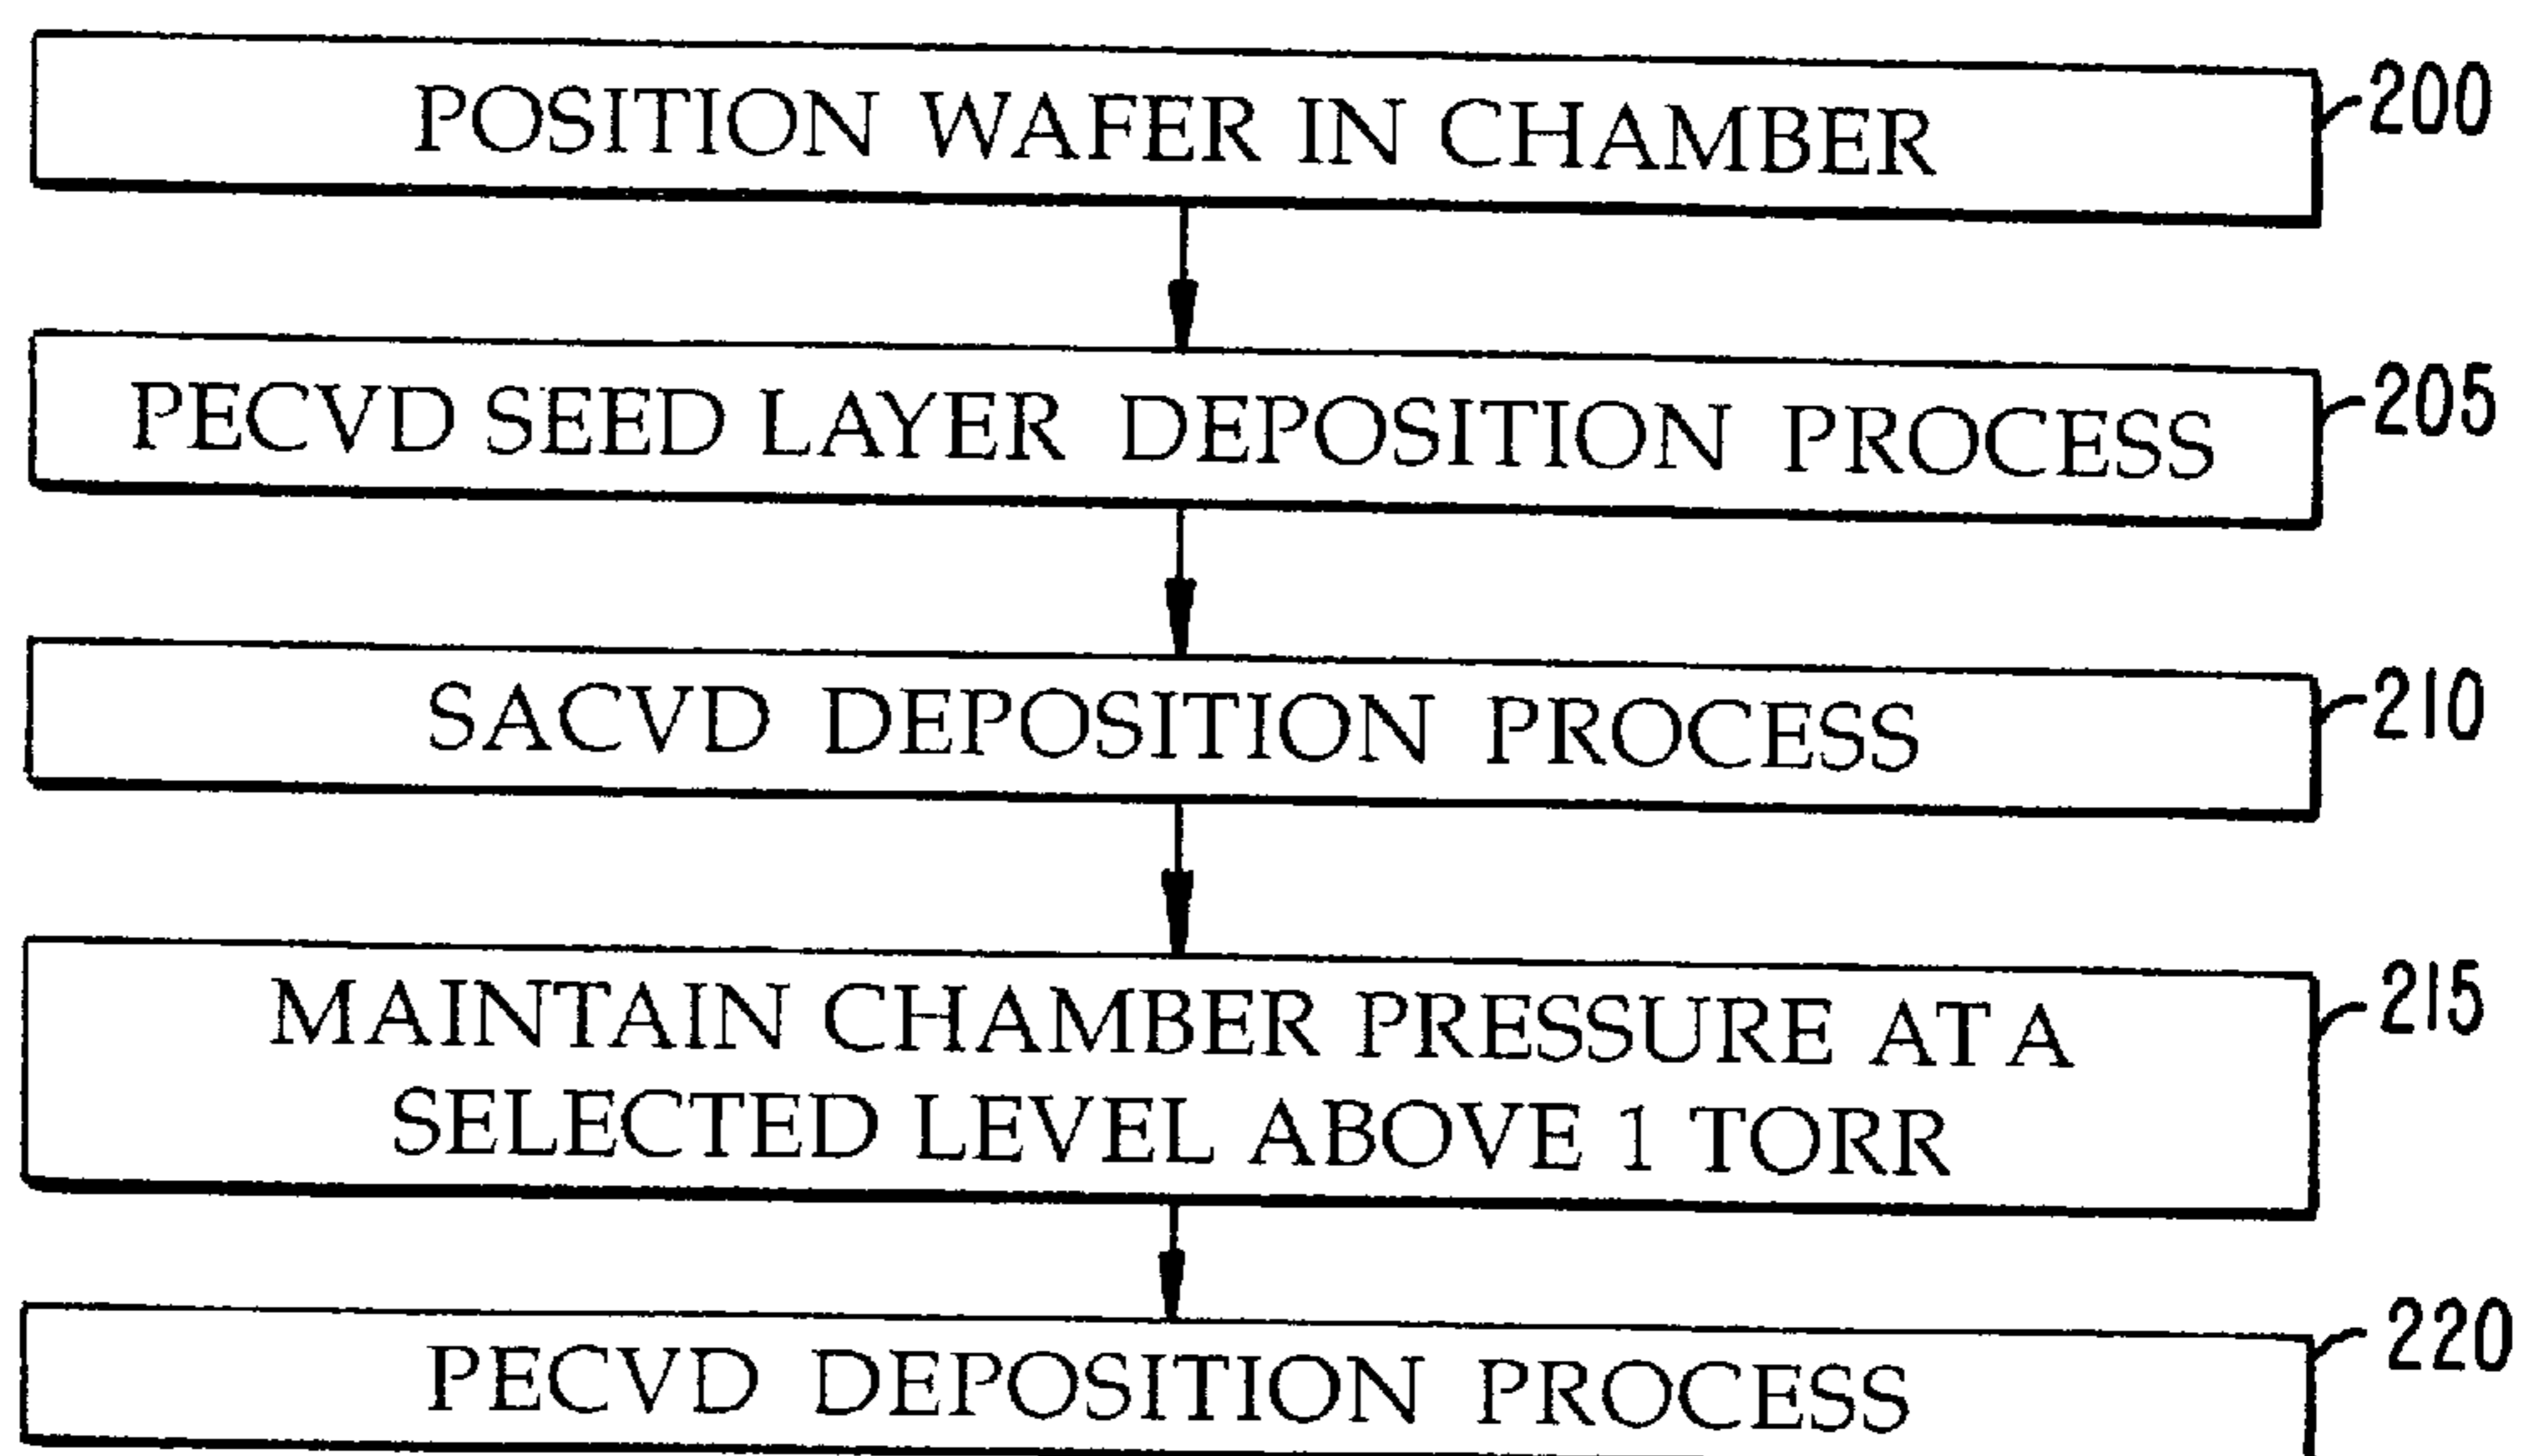 POSITION WAFER IN CHAMBER
200
PECVD SEED LAYER DEPOSITION PROCESS
205
SACVD DEPOSITION PROCESS
210
MAINTAIN CHAMBER PRESSURE AT A
SELECTED LEVEL ABOVE 1 TORR
215
PECVD DEPOSITION PROCESS
220